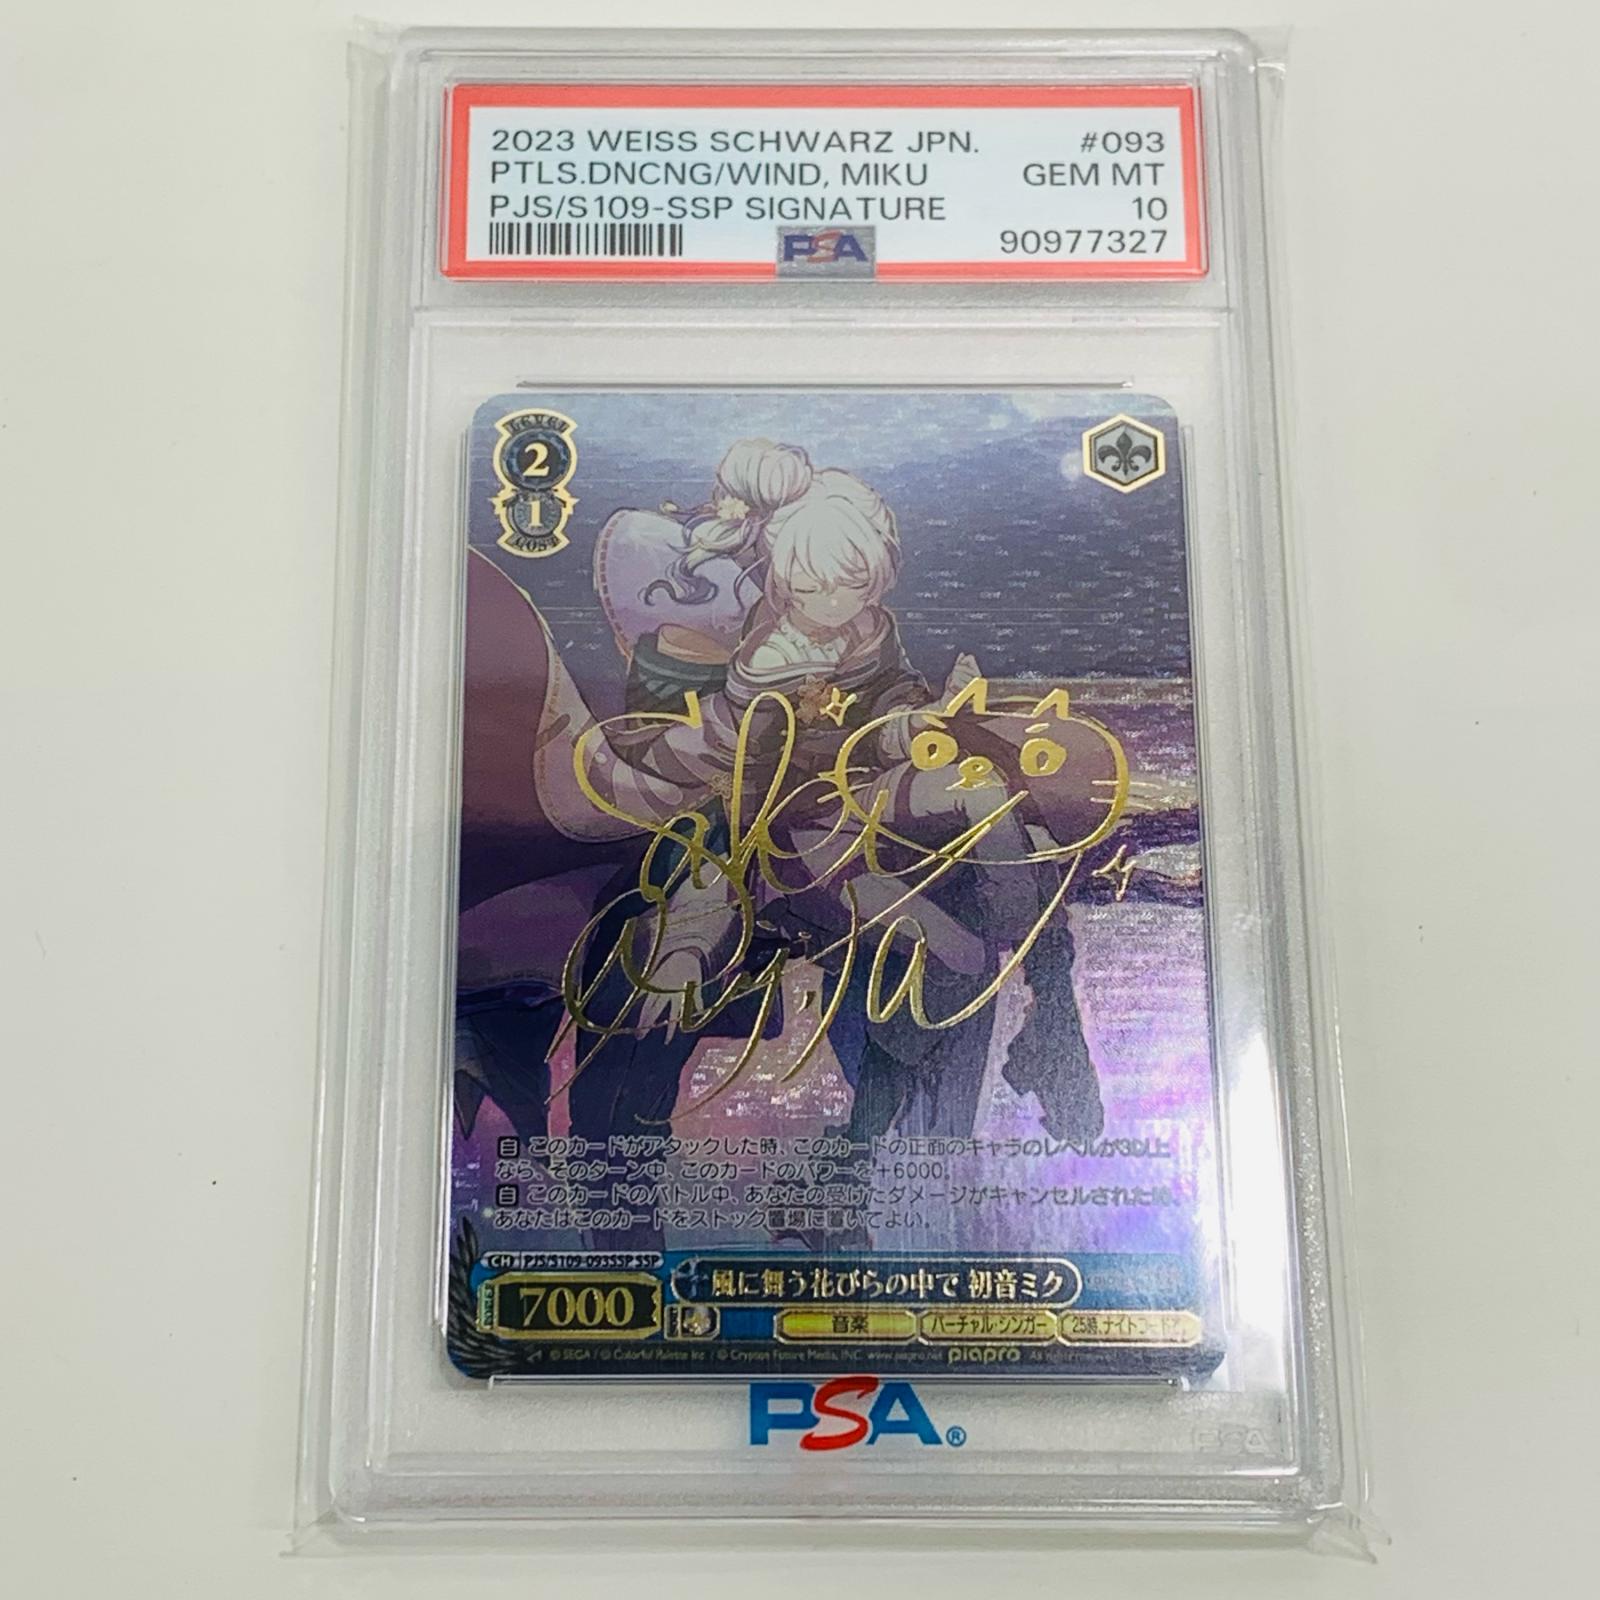 2023 WEISS SCHWARZ JPN. #093
PTLS.DNCNG/WIND, MIKU GEM MT
PJS/S109-SSP SIGNATURE 10
PSA 90977327
LEVEL
2
1
COST
Saki
Fujita
自 このカードがアタックした時、このカードの正面のキャラのレベルが3以上
なら、そのターン中、このカードのパワーを+6000。
自 このカードのバトル中、あなたの受けたダメージがキャンセルされた時、
あなたはこのカードをストック置場に置いてよい。
CH PJS/S109-093SSP SSP
風に舞う花びらの中で 初音ミク
7000
音楽 バーチャル・シンガー 25時、ナイトコードで。
© SEGA / © Colorful Palette Inc. / © Crypton Future Media, INC. www.piapro.net piapro
PSA®
PSA